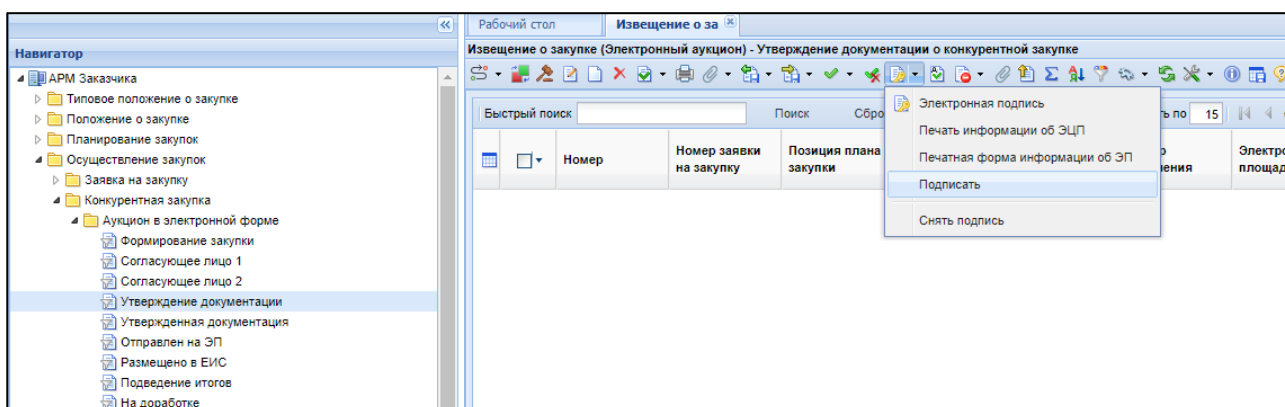 Рабочий стол
Извещение о за
Навигатор
Извещение о закупке (Электронный аукцион) - Утверждение документации о конкурентной закупке
АРМ Заказчика
Типовое положение о закупке
Положение о закупке
Планирование закупок
Осуществление закупок
Заявка на закупку
Конкурентная закупка
Аукцион в электронной форме
Формирование закупки
Согласующее лицо 1
Согласующее лицо 2
Утверждение документации
Утвержденная документация
Отправлен на ЭП
Размещено в ЕИС
Подведение итогов
На доработке
Быстрый поиск
Поиск
Сбро
ть по 15
Номер
Номер заявки
на закупку
Позиция плана
закупки
ения
Электро
площад
Электронная подпись
Печать информации об ЭЦП
Печатная форма информации об ЭП
Подписать
Снять подпись